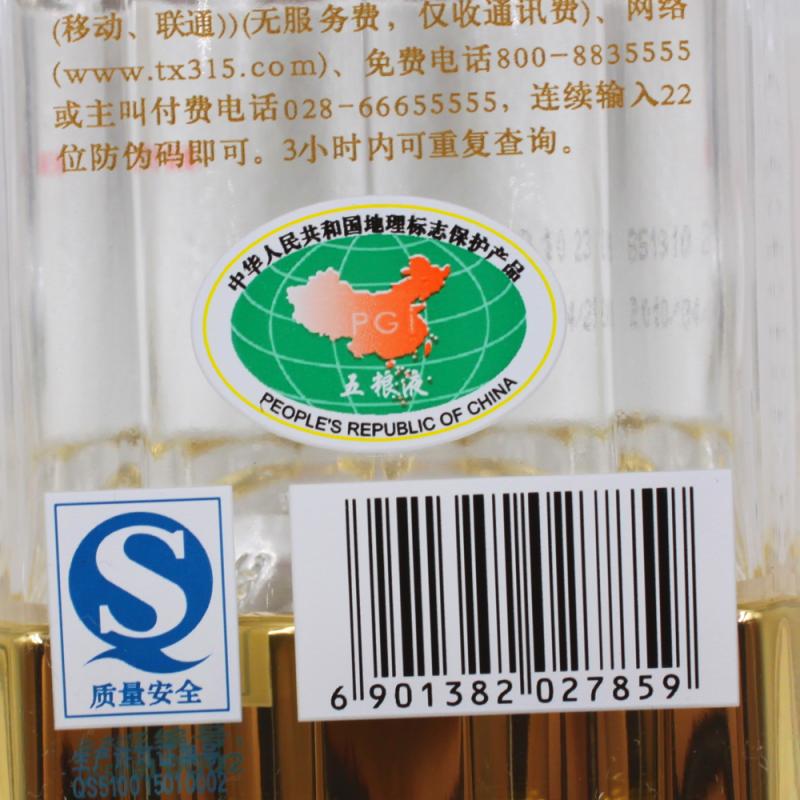 (移动、联通))(无服务费，仅收通讯费)、网络
(www.tx315.com)、免费电话800-8835555
或主叫付费电话028-66655555，连续输入22
位防伪码即可。3小时内可重复查询。
中华人民共和国地理标志保护产品
PGI
五粮液
PEOPLE'S REPUBLIC OF CHINA
S
质量安全
6 901382 027859
QS5100 1501 0002